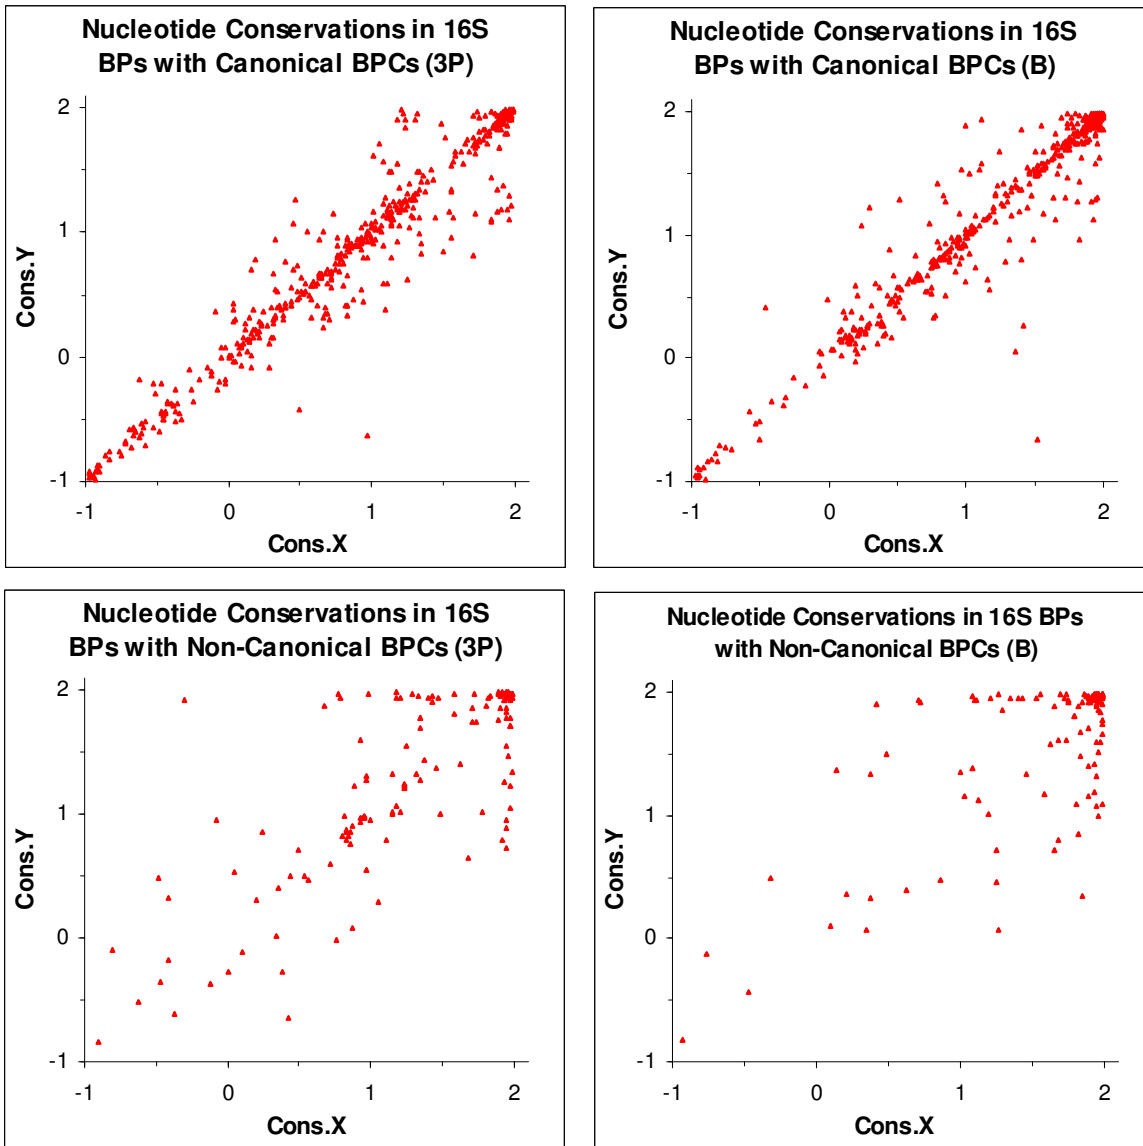 Nucleotide Conservations in 16S
BPs with Canonical BPCs (3P)
2
1
0
-1
-1 0 1 2
Cons.Y
Cons.X
Nucleotide Conservations in 16S
BPs with Canonical BPCs (B)
2
1
0
-1
-1 0 1 2
Cons.Y
Cons.X
Nucleotide Conservations in 16S
BPs with Non-Canonical BPCs (3P)
2
1
0
-1
-1 0 1 2
Cons.Y
Cons.X
Nucleotide Conservations in 16S BPs
with Non-Canonical BPCs (B)
2
1
0
-1
-1 0 1 2
Cons.Y
Cons.X